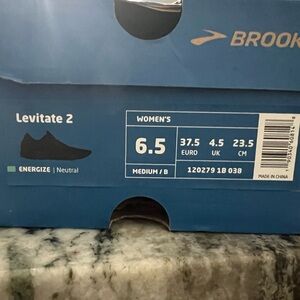 BROOK
Levitate 2
ENERGIZE | Neutral
WOMEN'S
6.5
MEDIUM / B
37.5 4.5 23.5
EURO UK CM
120279 1B 038
MADE IN CHINA